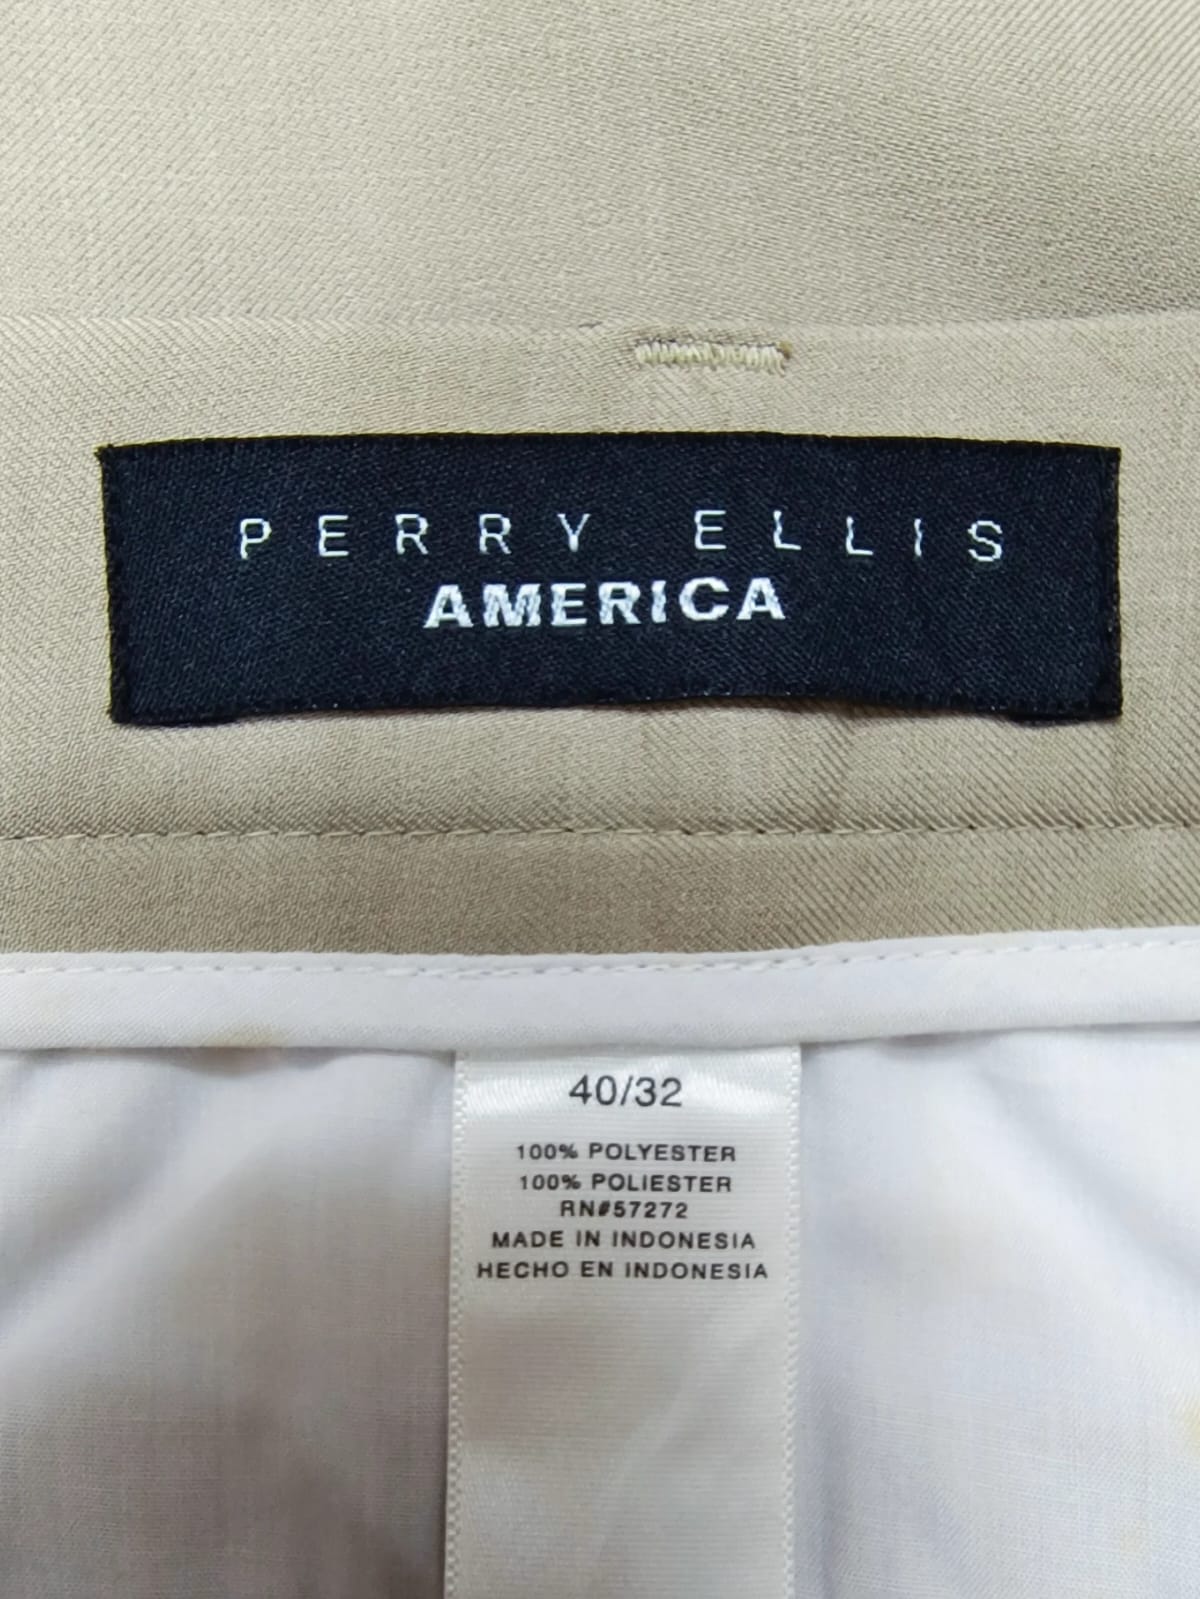 PERRY ELLIS
AMERICA
40/32
100% POLYESTER
100% POLIESTER
RN#57272
MADE IN INDONESIA
HECHO EN INDONESIA